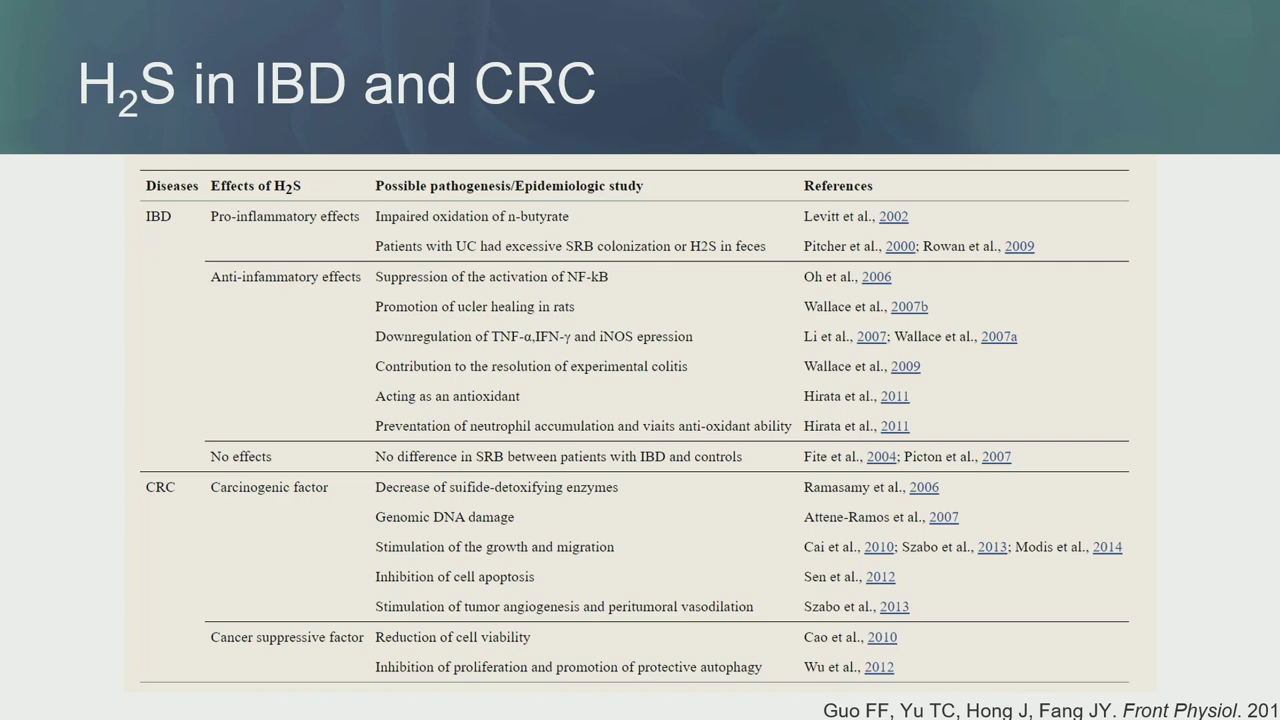 H2S in IBD and CRC
Diseases Effects of H2S Possible pathogenesis/Epidemiologic study References
IBD Pro-inflammatory effects Impaired oxidation of n-butyrate Levitt et al., 2002
Patients with UC had excessive SRB colonization or H2S in feces Pitcher et al., 2000; Rowan et al., 2009
Anti-infammatory effects Suppression of the activation of NF-kB Oh et al., 2006
Promotion of ucler healing in rats Wallace et al., 2007b
Downregulation of TNF-α,IFN-γ and iNOS epression Li et al., 2007; Wallace et al., 2007a
Contribution to the resolution of experimental colitis Wallace et al., 2009
Acting as an antioxidant Hirata et al., 2011
Preventation of neutrophil accumulation and viaits anti-oxidant ability Hirata et al., 2011
No effects No difference in SRB between patients with IBD and controls Fite et al., 2004; Picton et al., 2007
CRC Carcinogenic factor Decrease of suifide-detoxifying enzymes Ramasamy et al., 2006
Genomic DNA damage Attene-Ramos et al., 2007
Stimulation of the growth and migration Cai et al., 2010; Szabo et al., 2013; Modis et al., 2014
Inhibition of cell apoptosis Sen et al., 2012
Stimulation of tumor angiogenesis and peritumoral vasodilation Szabo et al., 2013
Cancer suppressive factor Reduction of cell viability Cao et al., 2010
Inhibition of proliferation and promotion of protective autophagy Wu et al., 2012
Guo FF, Yu TC, Hong J, Fang JY. Front Physiol. 201